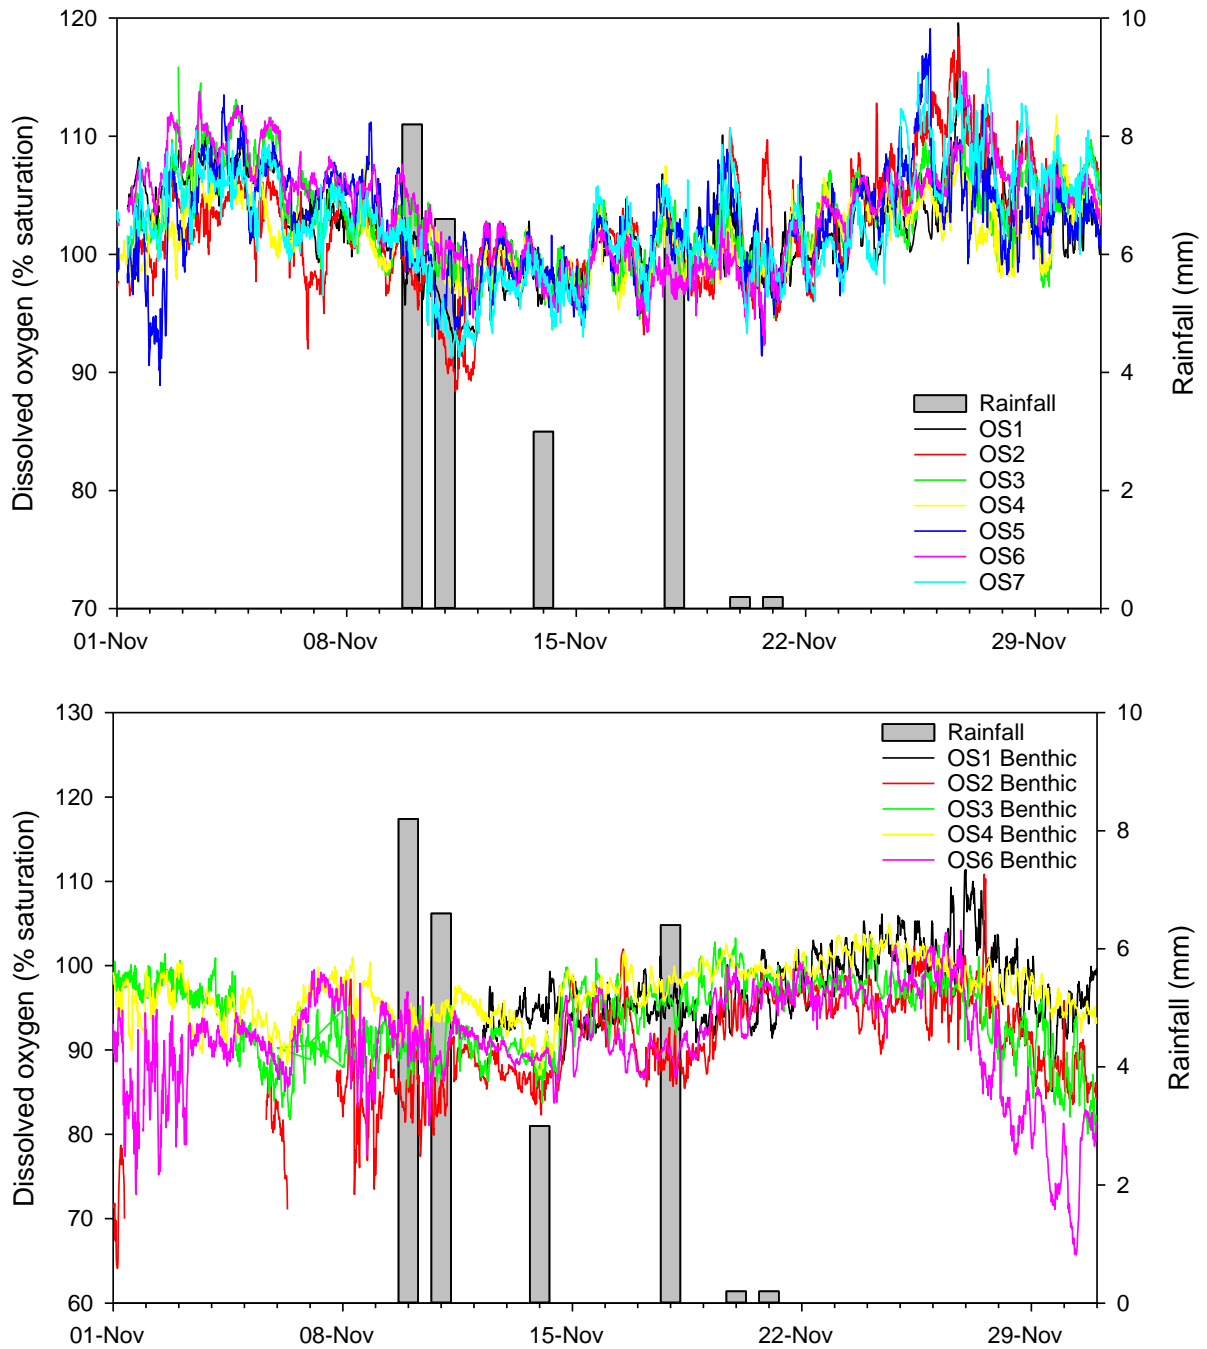 120
110
100
90
80
70
Dissolved oxygen (% saturation)
10
8
6
4
2
0
Rainfall (mm)
Rainfall
OS1
OS2
OS3
OS4
OS5
OS6
OS7
01-Nov
08-Nov
15-Nov
22-Nov
29-Nov
130
120
110
100
90
80
70
60
Dissolved oxygen (% saturation)
10
8
6
4
2
0
Rainfall (mm)
Rainfall
OS1 Benthic
OS2 Benthic
OS3 Benthic
OS4 Benthic
OS6 Benthic
01-Nov
08-Nov
15-Nov
22-Nov
29-Nov